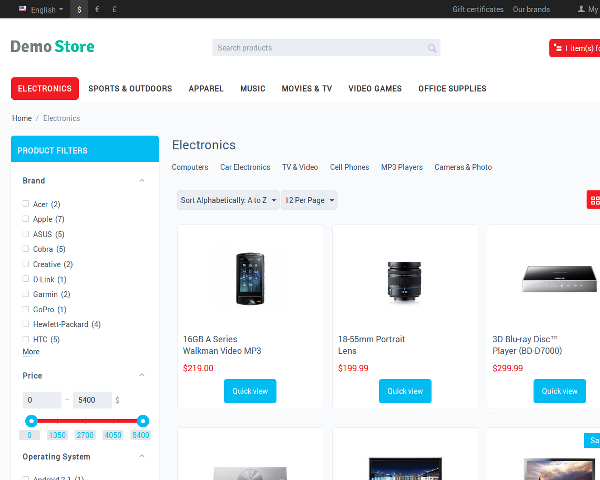 English
$
€
£
Gift certificates
Our brands
My
Demo Store
Search products
1 item(s) fo
ELECTRONICS
SPORTS & OUTDOORS
APPAREL
MUSIC
MOVIES & TV
VIDEO GAMES
OFFICE SUPPLIES
Home / Electronics
PRODUCT FILTERS
Brand
Acer (2)
Apple (7)
ASUS (5)
Cobra (5)
Creative (2)
D-Link (1)
Garmin (2)
GoPro (1)
Hewlett-Packard (4)
HTC (5)
More
Price
0 – 5400 $
0 1350 2700 4050 5400
Operating System
Android 2.1 (1)
Electronics
Computers
Car Electronics
TV & Video
Cell Phones
MP3 Players
Cameras & Photo
Sort Alphabetically: A to Z
12 Per Page
16GB A Series
Walkman Video MP3
$219.00
Quick view
18-55mm Portrait
Lens
$199.99
Quick view
3D Blu-ray Disc™
Player (BD-D7000)
$299.99
Quick view
Sa